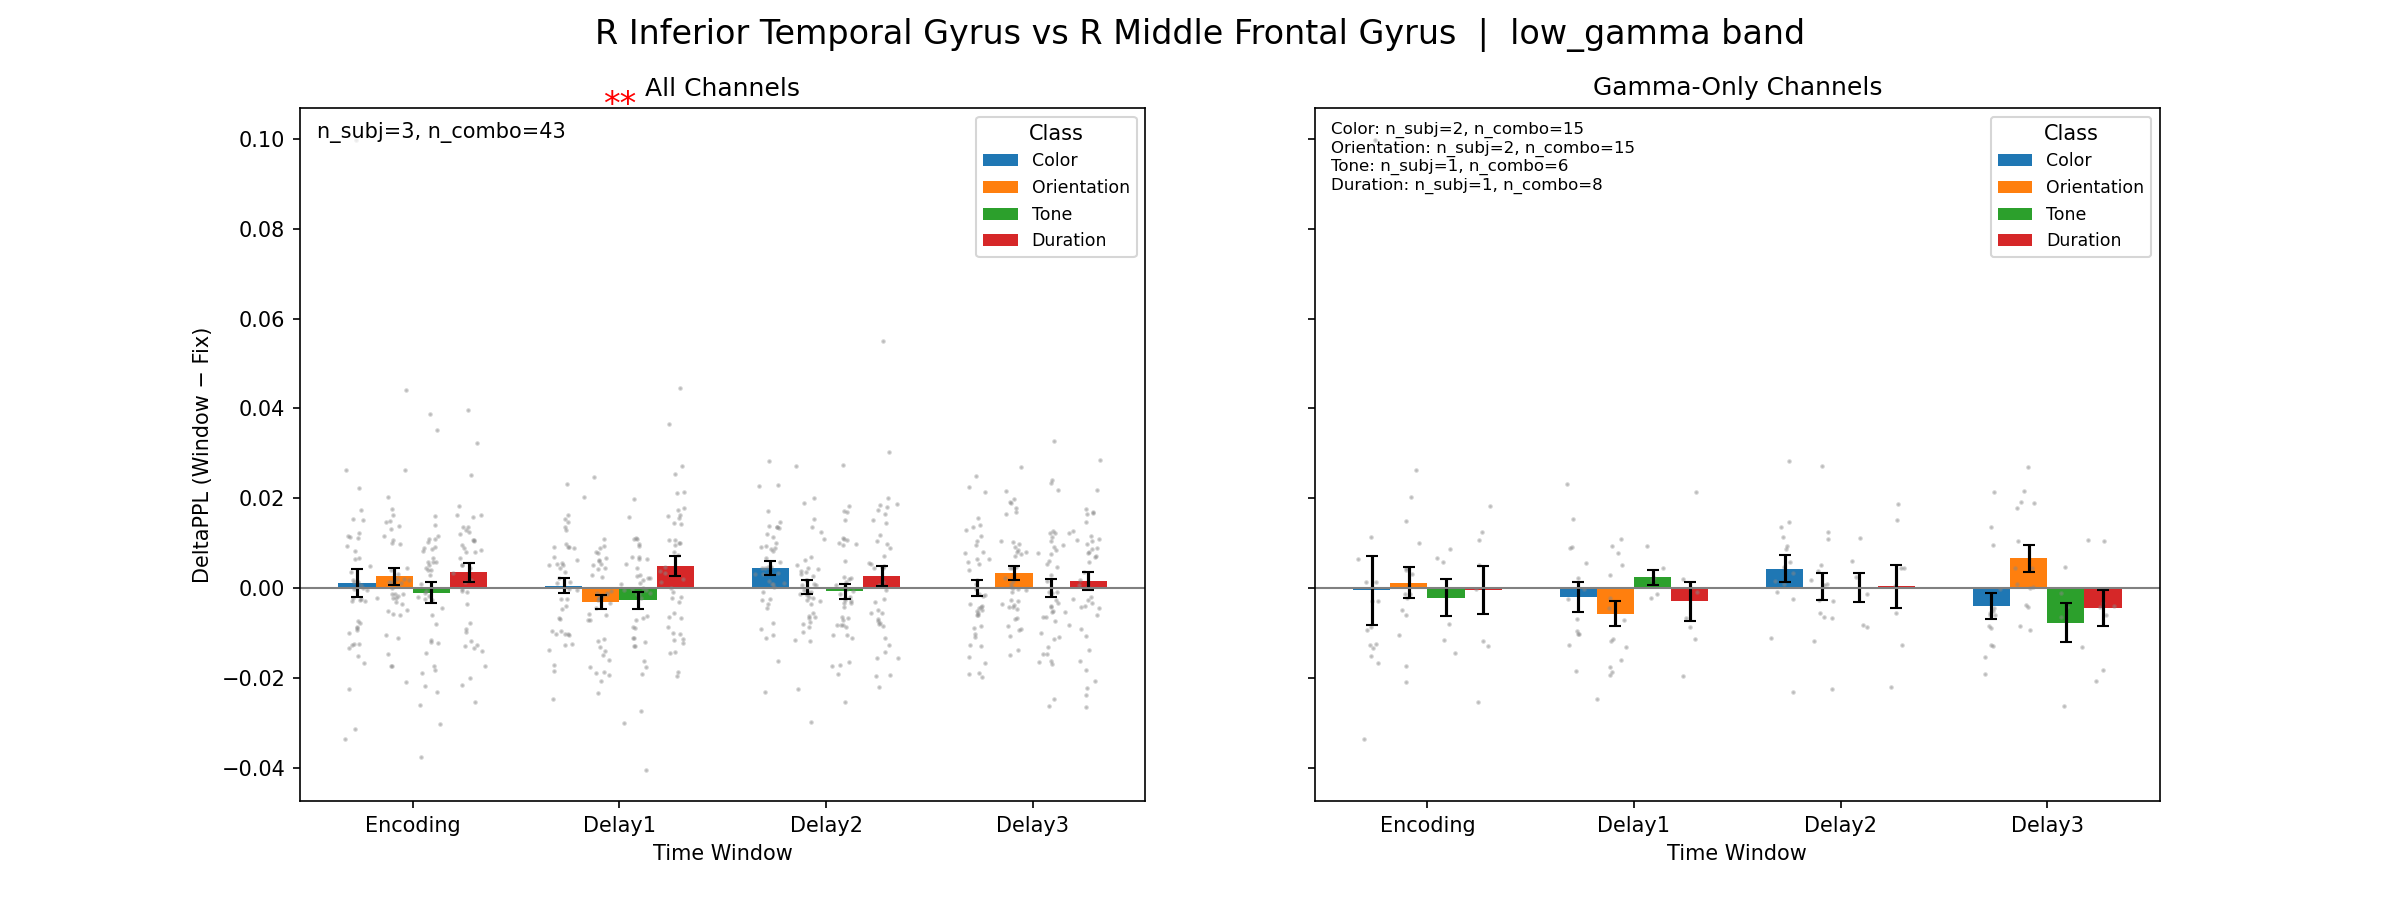 R Inferior Temporal Gyrus vs R Middle Frontal Gyrus | low_gamma band
All Channels
**
n_subj=3, n_combo=43
Class
Color
Orientation
Tone
Duration
DeltaPPL (Window − Fix)
0.10
0.08
0.06
0.04
0.02
0.00
−0.02
−0.04
Encoding
Delay1
Delay2
Delay3
Time Window
Gamma-Only Channels
Color: n_subj=2, n_combo=15
Orientation: n_subj=2, n_combo=15
Tone: n_subj=1, n_combo=6
Duration: n_subj=1, n_combo=8
Class
Color
Orientation
Tone
Duration
Encoding
Delay1
Delay2
Delay3
Time Window